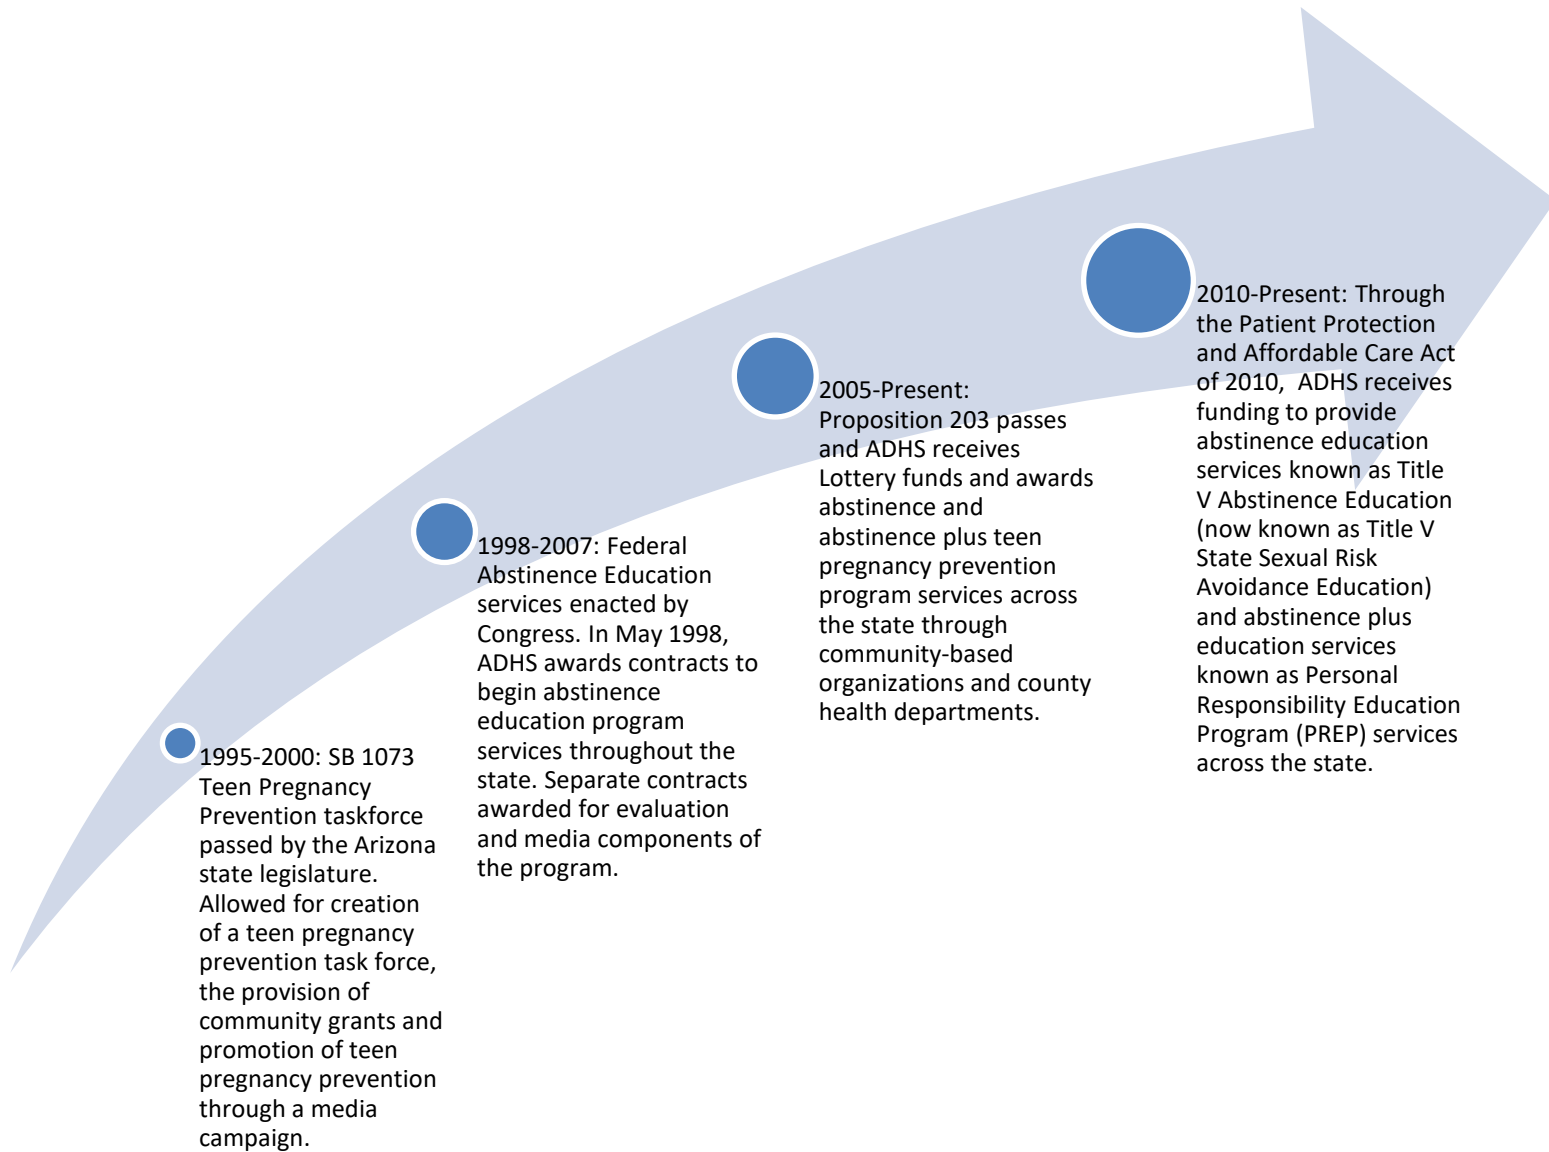 1995-2000: SB 1073
Teen Pregnancy
Prevention taskforce
passed by the Arizona
state legislature.
Allowed for creation
of a teen pregnancy
prevention task force,
the provision of
community grants and
promotion of teen
pregnancy prevention
through a media
campaign.
1998-2007: Federal
Abstinence Education
services enacted by
Congress. In May 1998,
ADHS awards contracts to
begin abstinence
education program
services throughout the
state. Separate contracts
awarded for evaluation
and media components of
the program.
2005-Present:
Proposition 203 passes
and ADHS receives
Lottery funds and awards
abstinence and
abstinence plus teen
pregnancy prevention
program services across
the state through
community-based
organizations and county
health departments.
2010-Present: Through
the Patient Protection
and Affordable Care Act
of 2010,  ADHS receives
funding to provide
abstinence education
services known as Title
V Abstinence Education
(now known as Title V
State Sexual Risk
Avoidance Education)
and abstinence plus
education services
known as Personal
Responsibility Education
Program (PREP) services
across the state.